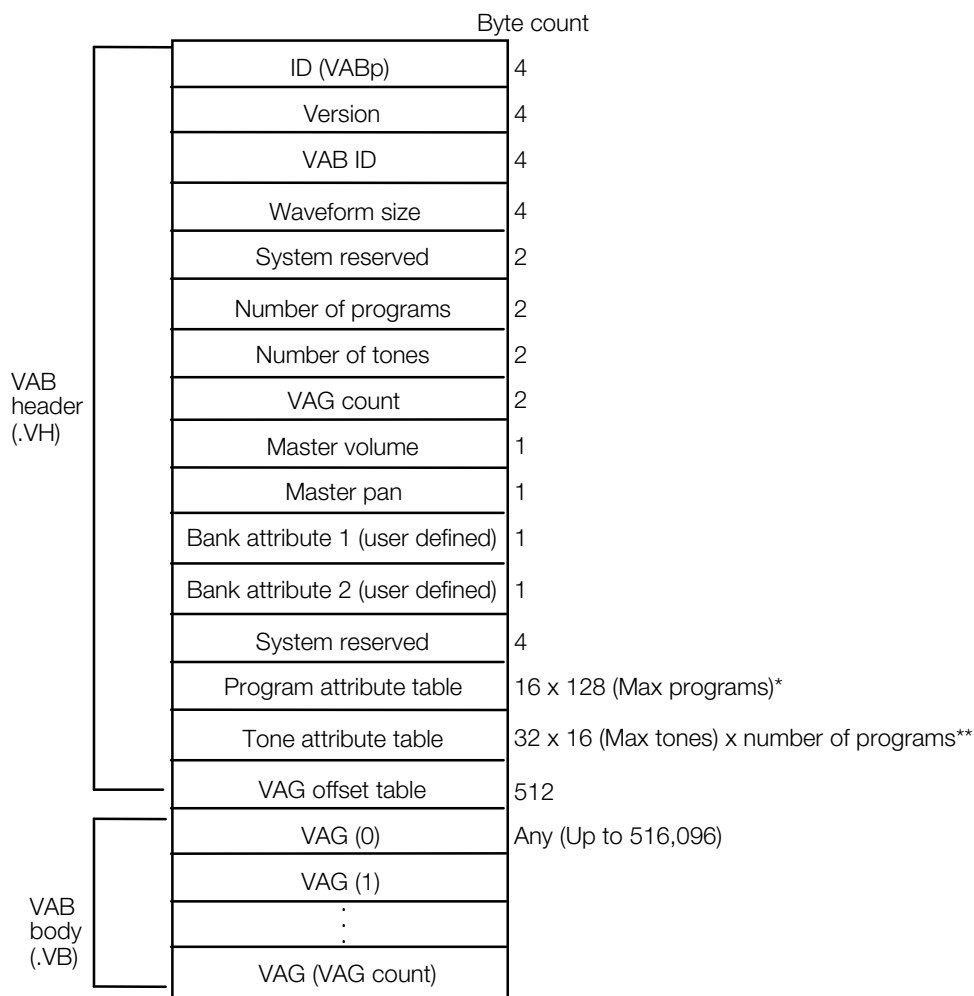 Byte count
ID (VABp) 4
Version 4
VAB ID 4
Waveform size 4
System reserved 2
Number of programs 2
Number of tones 2
VAG count 2
Master volume 1
Master pan 1
Bank attribute 1 (user defined) 1
Bank attribute 2 (user defined) 1
System reserved 4
Program attribute table 16 x 128 (Max programs)*
Tone attribute table 32 x 16 (Max tones) x number of programs**
VAG offset table 512
VAB
header
(.VH)
VAG (0) Any (Up to 516,096)
VAG (1)
:
VAG (VAG count)
VAB
body
(.VB)